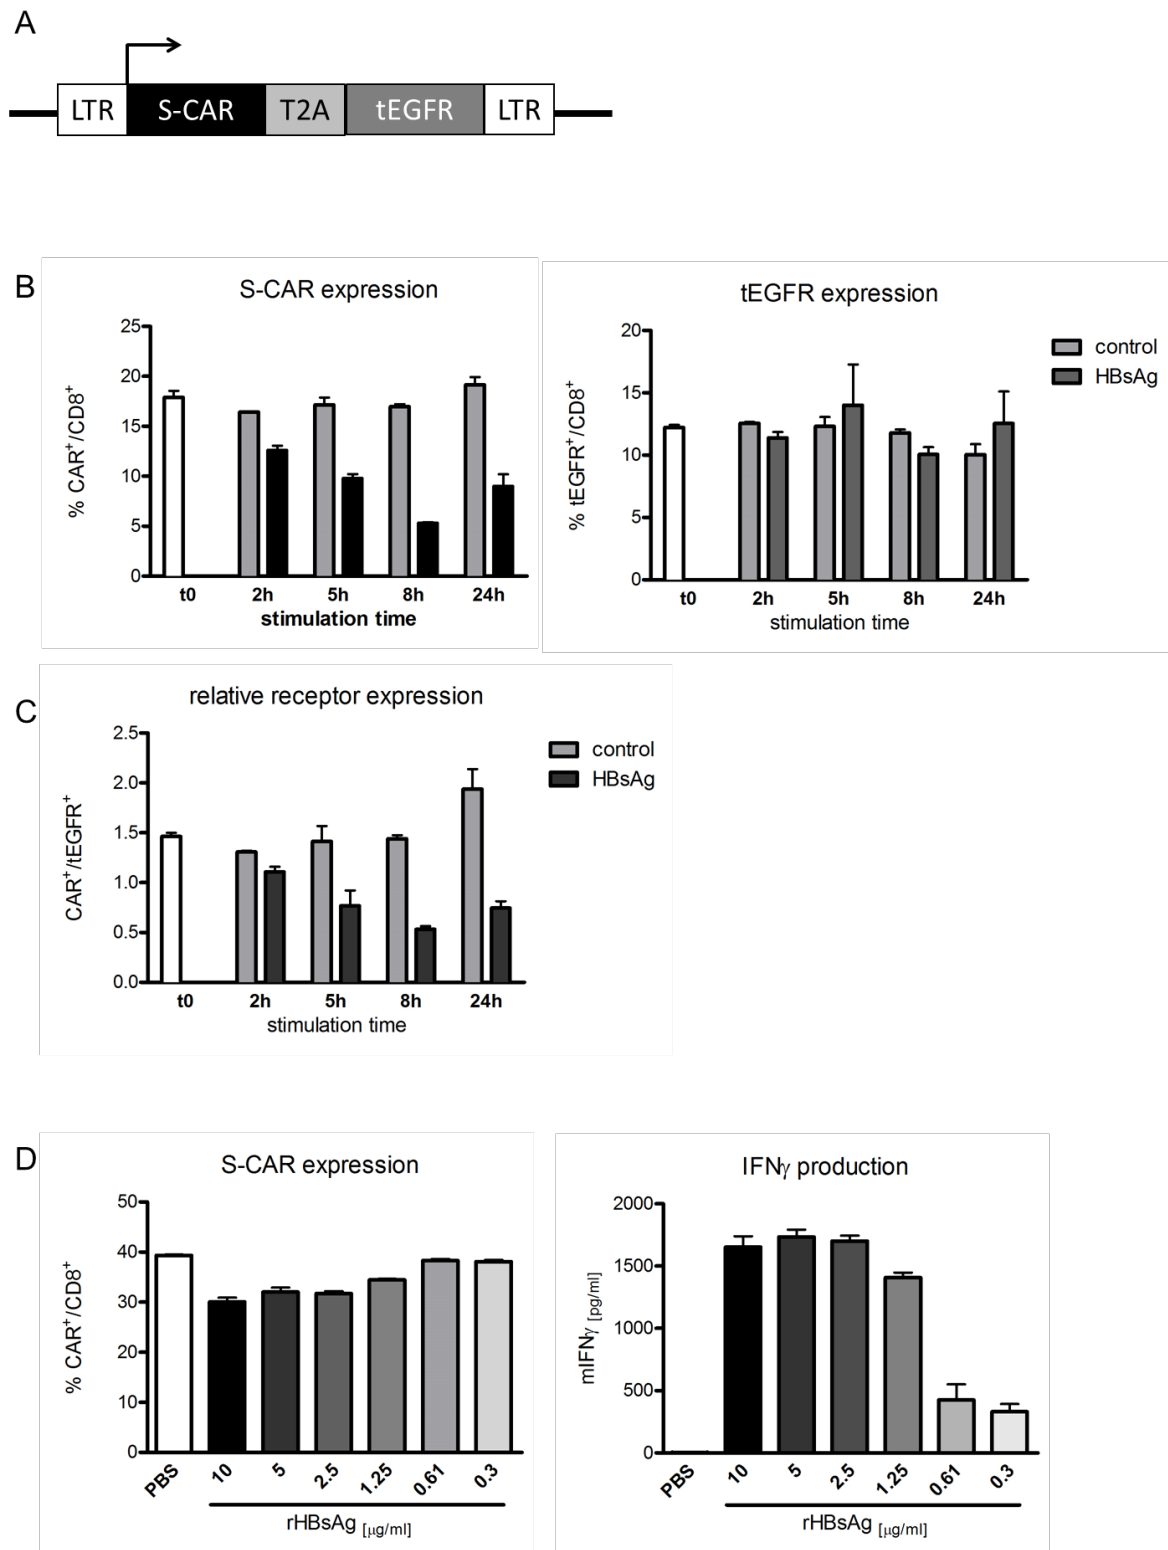 A
LTR S-CAR T2A tEGFR LTR
B
S-CAR expression
% CAR⁺/CD8⁺
25
20
15
10
5
0
t0 2h 5h 8h 24h
stimulation time
tEGFR expression
% tEGFR⁺/CD8⁺
20
15
10
5
0
t0 2h 5h 8h 24h
stimulation time
control
HBsAg
C
relative receptor expression
CAR⁺/tEGFR⁺
2.5
2.0
1.5
1.0
0.5
0.0
t0 2h 5h 8h 24h
stimulation time
control
HBsAg
D
S-CAR expression
% CAR⁺/CD8⁺
50
40
30
20
10
0
PBS 10 5 2.5 1.25 0.61 0.3
rHBsAg [µg/ml]
IFNγ production
mIFNγ [pg/ml]
2000
1500
1000
500
0
PBS 10 5 2.5 1.25 0.61 0.3
rHBsAg [µg/ml]